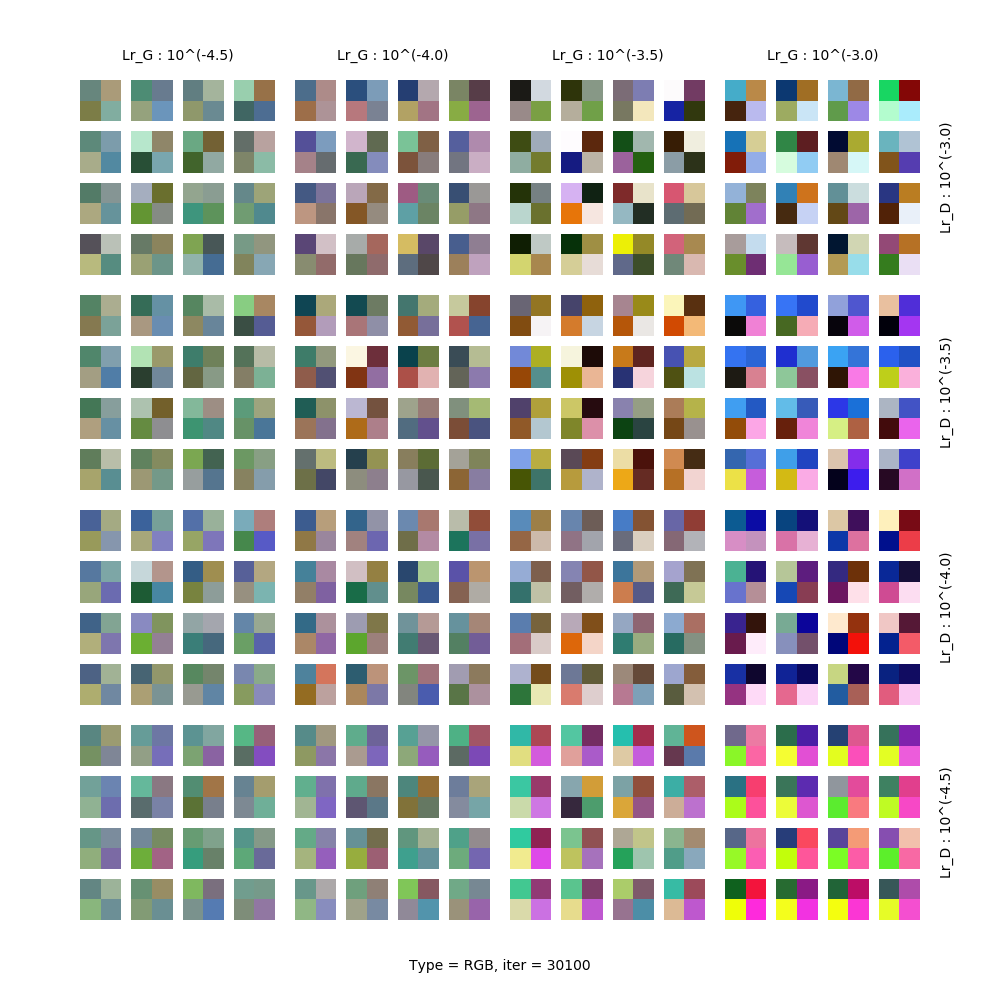 Lr_G : 10^(-4.5)
Lr_G : 10^(-4.0)
Lr_G : 10^(-3.5)
Lr_G : 10^(-3.0)
Lr_D : 10^(-3.0)
Lr_D : 10^(-3.5)
Lr_D : 10^(-4.0)
Lr_D : 10^(-4.5)
Type = RGB, iter = 30100